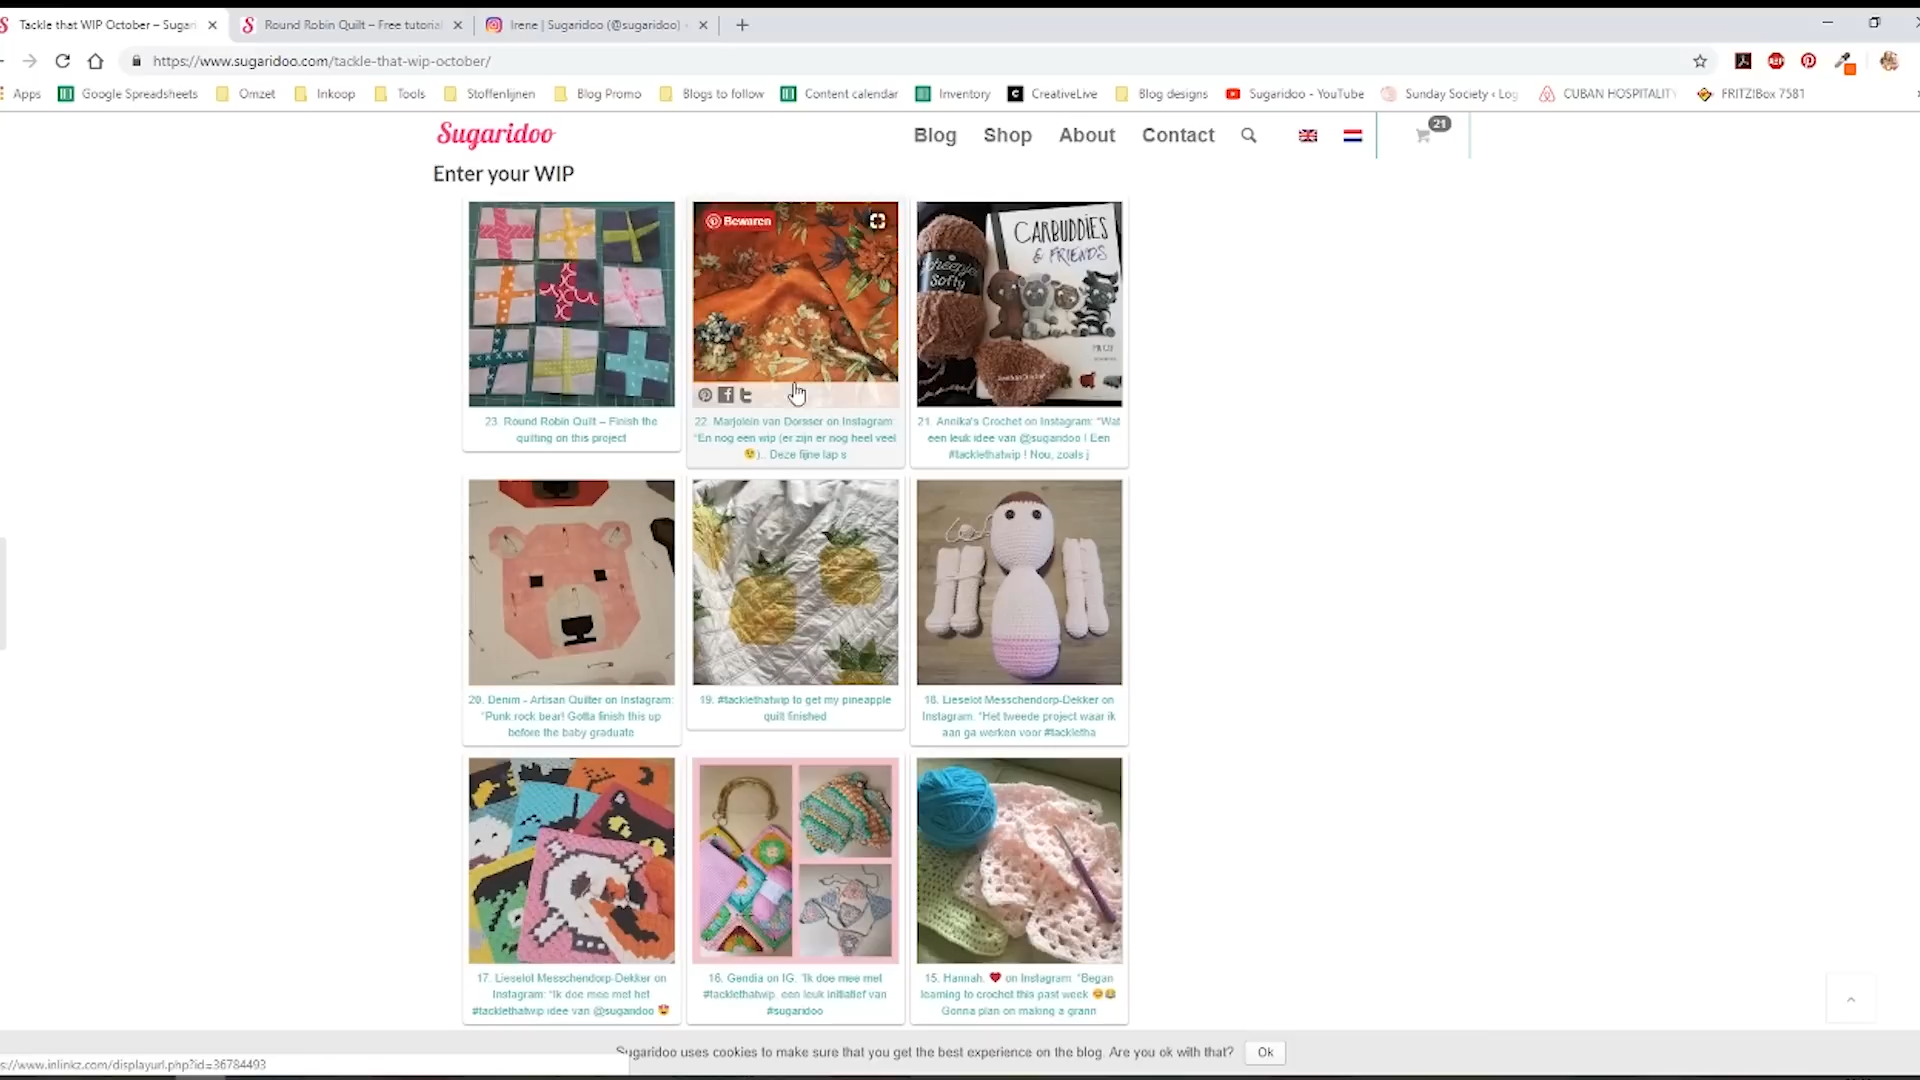 Tackle that WIP October – Sugari
Round Robin Quilt – Free tutorial
Irene | Sugaridoo (@sugaridoo) ·
https://www.sugaridoo.com/tackle-that-wip-october/
Apps
Google Spreadsheets
Omzet
Inkoop
Tools
Stoffenlijnen
Blog Promo
Blogs to follow
Content calendar
Inventory
CreativeLive
Blog designs
Sugaridoo - YouTube
Sunday Society ‹ Log
CUBAN HOSPITALITY
FRITZ!Box 7581
Sugaridoo
Blog
Shop
About
Contact
21
Enter your WIP
Bewaren
CARBUDDIES
& FRIENDS
Scheepjes
Softy
23. Round Robin Quilt – Finish the
quilting on this project
22. Marjolein van Dorsser on Instagram:
“En nog een wip (er zijn er nog heel veel
😉).. Deze fijne lap s
21. Annika's Crochet on Instagram: “Wat
een leuk idee van @sugaridoo ! Een
#tacklethatwip ! Nou, zoals j
20. Denim - Artisan Quilter on Instagram:
“Punk rock bear! Gotta finish this up
before the baby graduate
19. #tacklethatwip to get my pineapple
quilt finished
18. Lieselot Messchendorp-Dekker on
Instagram: “Het tweede project waar ik
aan ga werken voor #tackletha
17. Lieselot Messchendorp-Dekker on
Instagram: “Ik doe mee met het
#tacklethatwip idee van @sugaridoo 😍
16. Gendia on IG: “Ik doe mee met
#tacklethatwip, een leuk initiatief van
#sugaridoo
15. Hannah. ❤ on Instagram: “Began
learning to crochet this past week 😊😂
Gonna plan on making a grann
Sugaridoo uses cookies to make sure that you get the best experience on the blog. Are you ok with that?
Ok
s://www.inlinkz.com/displayurl.php?id=36784493